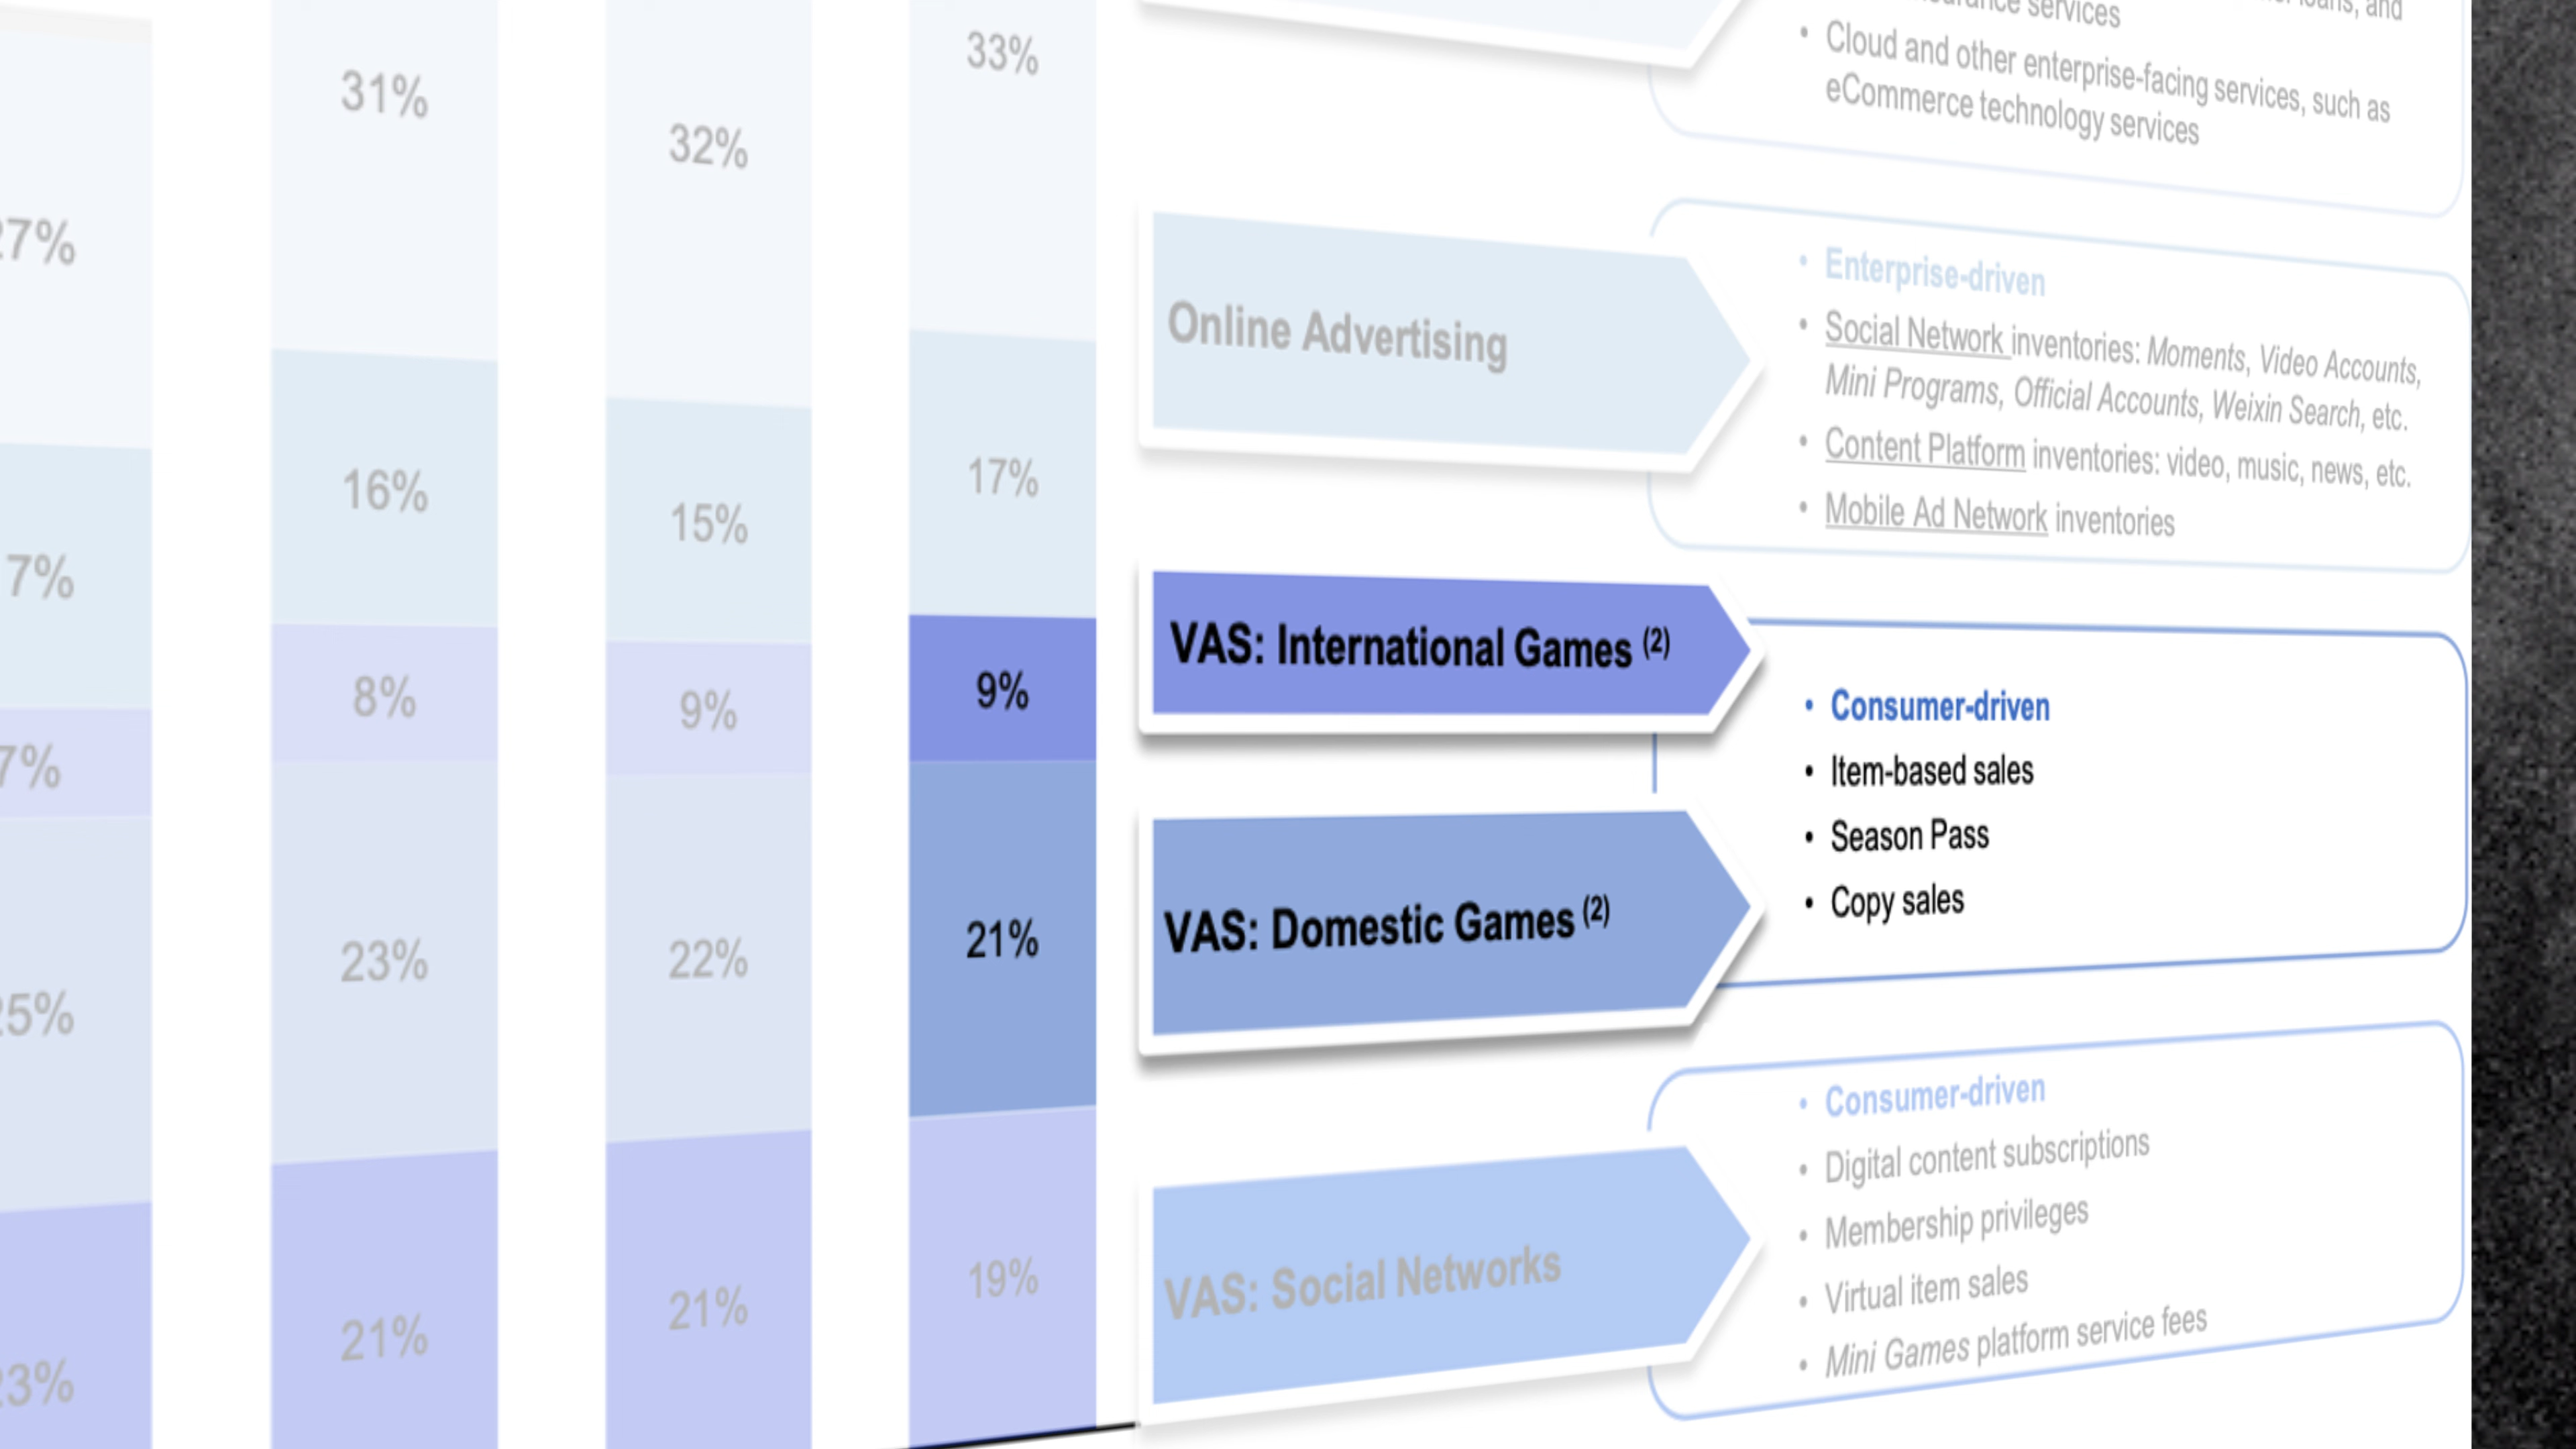 31%
32%
33%
16%
15%
17%
7%
8%
9%
9%
7%
23%
22%
21%
5%
21%
21%
19%
3%
services
and
• Cloud and other enterprise-facing services, such as
eCommerce technology services
Online Advertising
• Enterprise-driven
• Social Network inventories: Moments, Video Accounts,
Mini Programs, Official Accounts, Weixin Search, etc.
• Content Platform inventories: video, music, news, etc.
• Mobile Ad Network inventories
VAS: International Games (2)
VAS: Domestic Games (2)
• Consumer-driven
• Item-based sales
• Season Pass
• Copy sales
VAS: Social Networks
• Consumer-driven
• Digital content subscriptions
• Membership privileges
• Virtual item sales
• Mini Games platform service fees